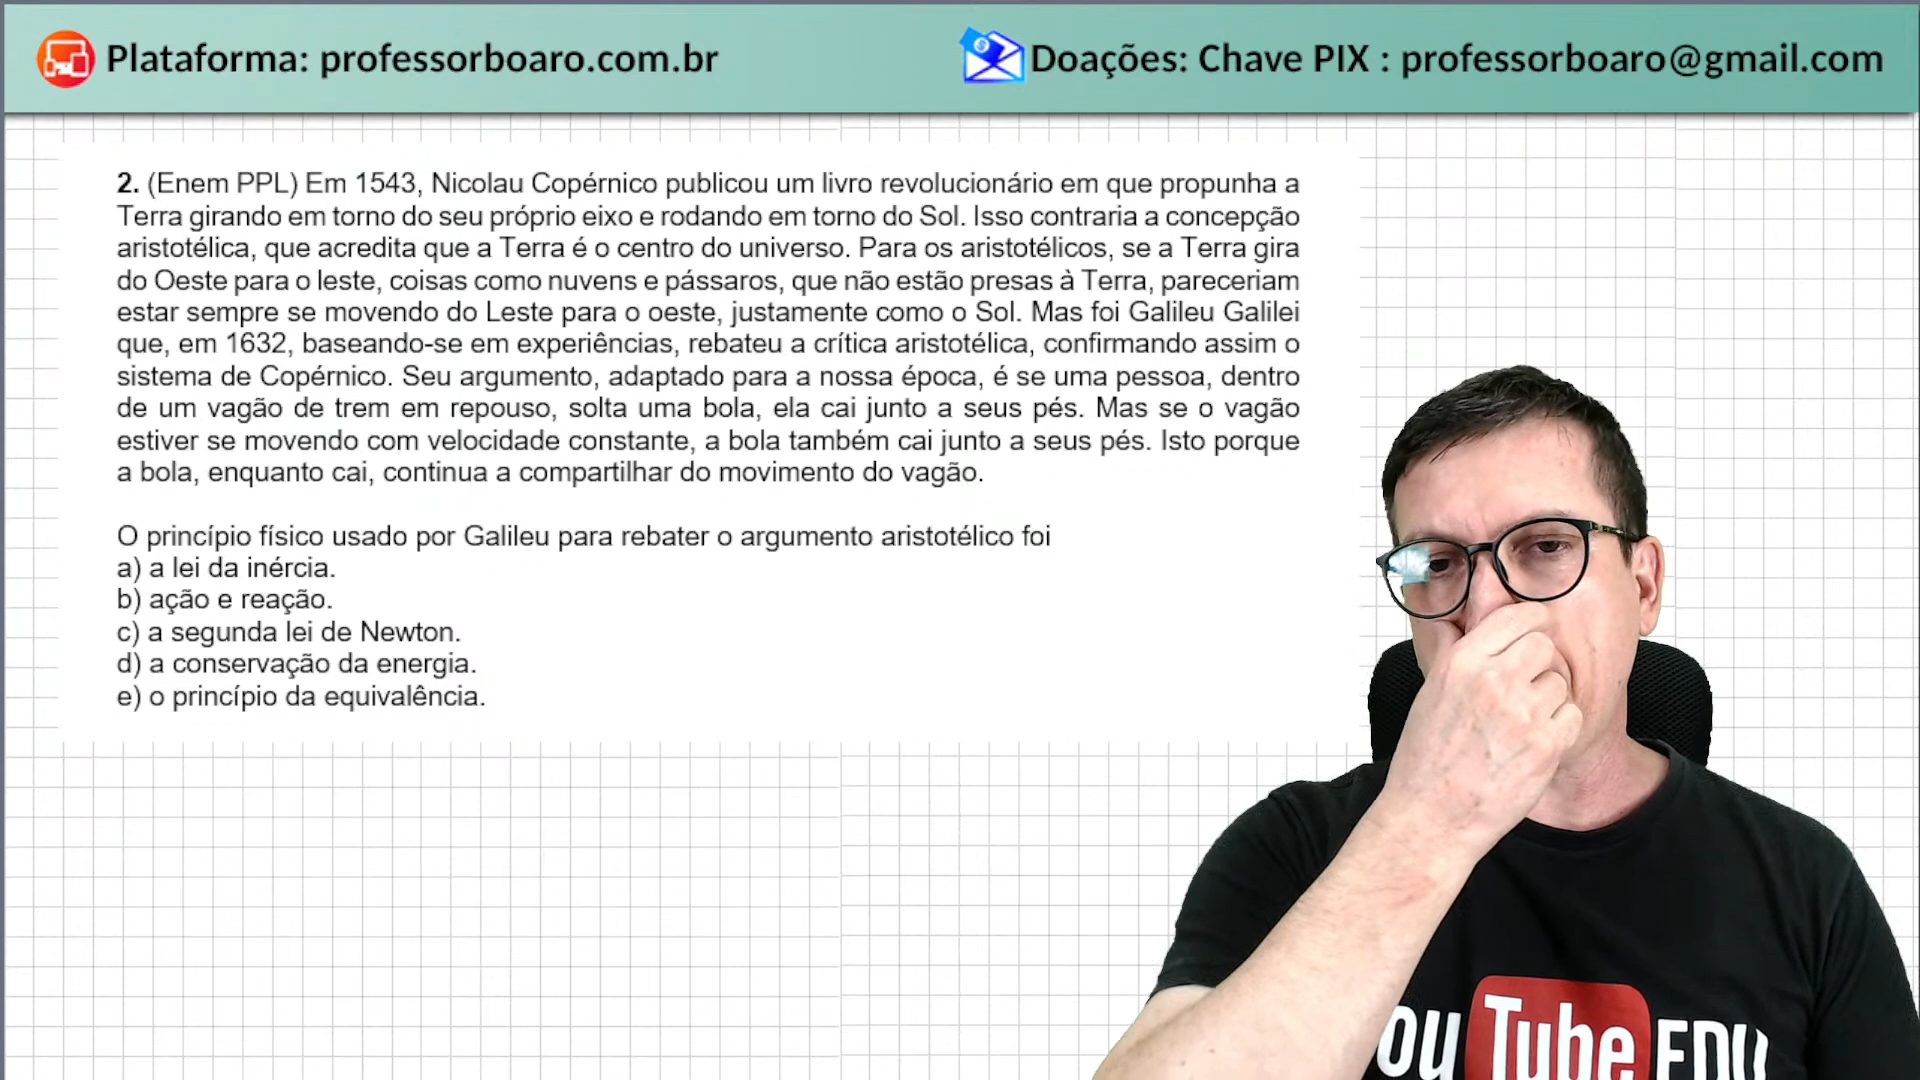 Plataforma: professorboaro.com.br
Doações: Chave PIX : professorboaro@gmail.com
2. (Enem PPL) Em 1543, Nicolau Copérnico publicou um livro revolucionário em que propunha a
Terra girando em torno do seu próprio eixo e rodando em torno do Sol. Isso contraria a concepção
aristotélica, que acredita que a Terra é o centro do universo. Para os aristotélicos, se a Terra gira
do Oeste para o leste, coisas como nuvens e pássaros, que não estão presas à Terra, pareceriam
estar sempre se movendo do Leste para o oeste, justamente como o Sol. Mas foi Galileu Galilei
que, em 1632, baseando-se em experiências, rebateu a crítica aristotélica, confirmando assim o
sistema de Copérnico. Seu argumento, adaptado para a nossa época, é se uma pessoa, dentro
de um vagão de trem em repouso, solta uma bola, ela cai junto a seus pés. Mas se o vagão
estiver se movendo com velocidade constante, a bola também cai junto a seus pés. Isto porque
a bola, enquanto cai, continua a compartilhar do movimento do vagão.
O princípio físico usado por Galileu para rebater o argumento aristotélico foi
a) a lei da inércia.
b) ação e reação.
c) a segunda lei de Newton.
d) a conservação da energia.
e) o princípio da equivalência.
ou Tube EDU